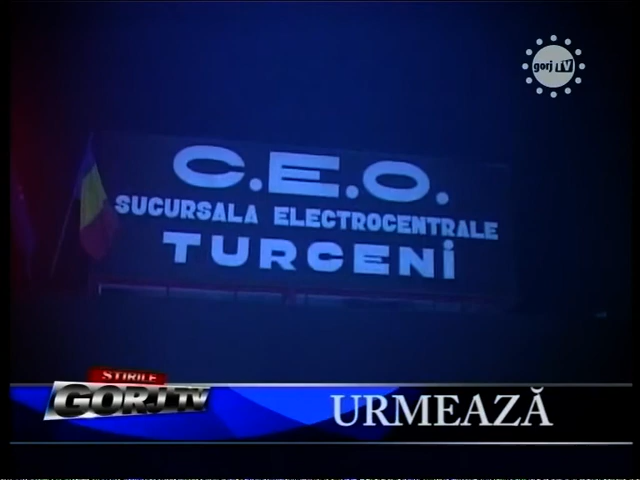 gorj TV
C.E.O.
SUCURSALA ELECTROCENTRALE
TURCENi
ȘTIRILE
GORJ TV
URMEAZĂ